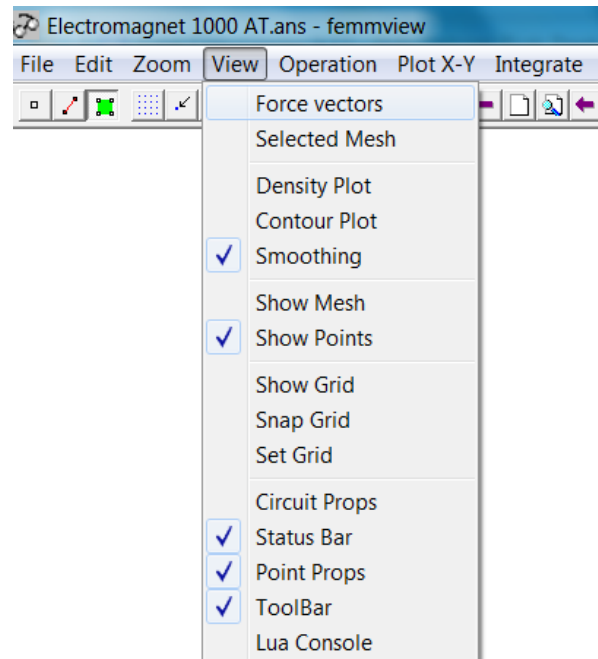 Electromagnet 1000 AT.ans - femmview
File Edit Zoom View Operation Plot X-Y Integrate
Force vectors
Selected Mesh
Density Plot
Contour Plot
Smoothing
Show Mesh
Show Points
Show Grid
Snap Grid
Set Grid
Circuit Props
Status Bar
Point Props
ToolBar
Lua Console